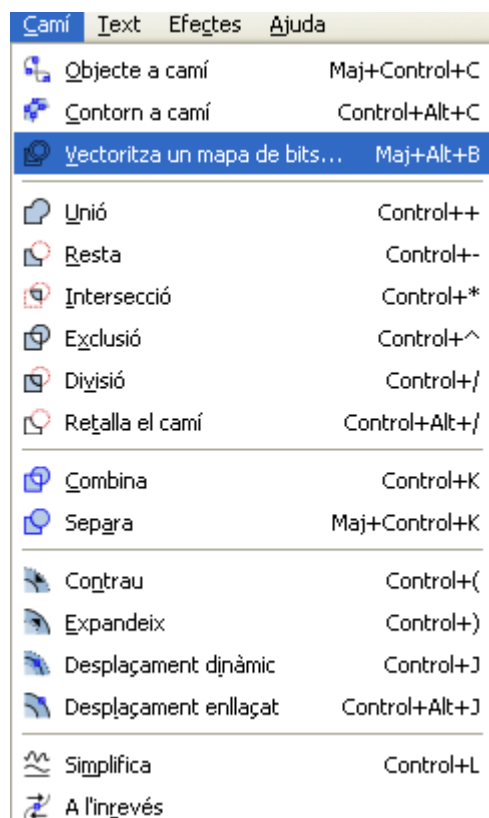 Camí Text Efectes Ajuda
Objecte a camí Maj+Control+C
Contorn a camí Control+Alt+C
Vectoritza un mapa de bits... Maj+Alt+B
Unió Control++
Resta Control+-
Intersecció Control+*
Exclusió Control+^
Divisió Control+/
Retalla el camí Control+Alt+/
Combina Control+K
Separa Maj+Control+K
Contrau Control+(
Expandeix Control+)
Desplaçament dinàmic Control+J
Desplaçament enllaçat Control+Alt+J
Simplifica Control+L
A l'inrevés